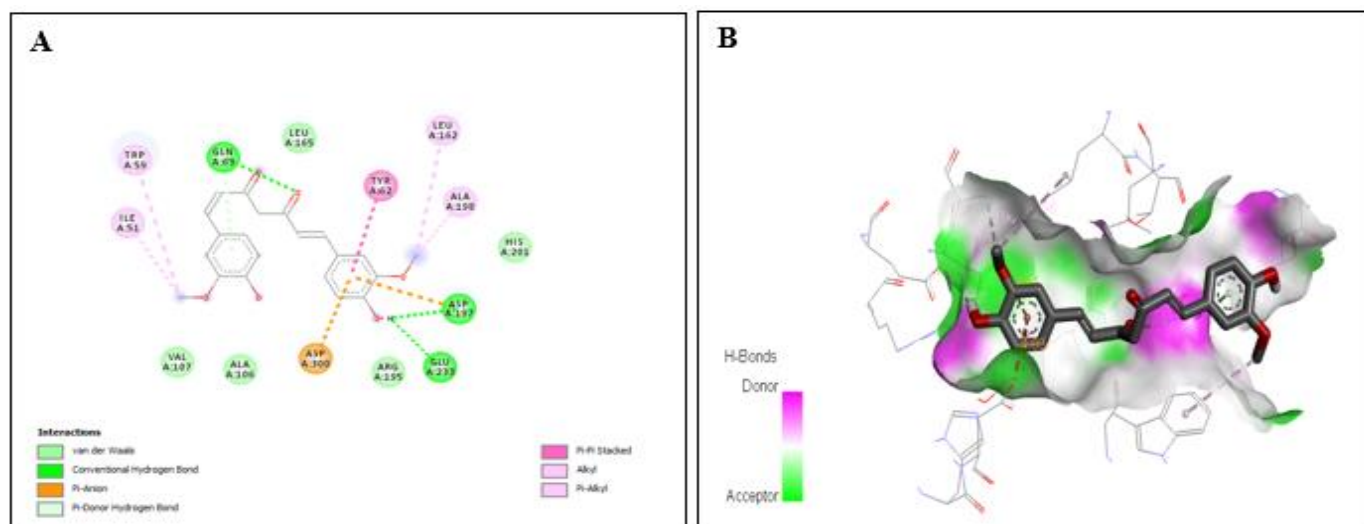 A
LEU
A:165
LEU
A:162
GLN
A:63
TRP
A:59
TYR
A:62
ALA
A:198
ILE
A:51
HIS
A:201
ASP
A:197
H
VAL
A:107
ALA
A:106
ASP
A:300
ARG
A:195
GLU
A:233
Interactions
van der Waals
Conventional Hydrogen Bond
Pi-Anion
Pi-Donor Hydrogen Bond
Pi-Pi Stacked
Alkyl
Pi-Alkyl
B
H-Bonds
Donor
Acceptor